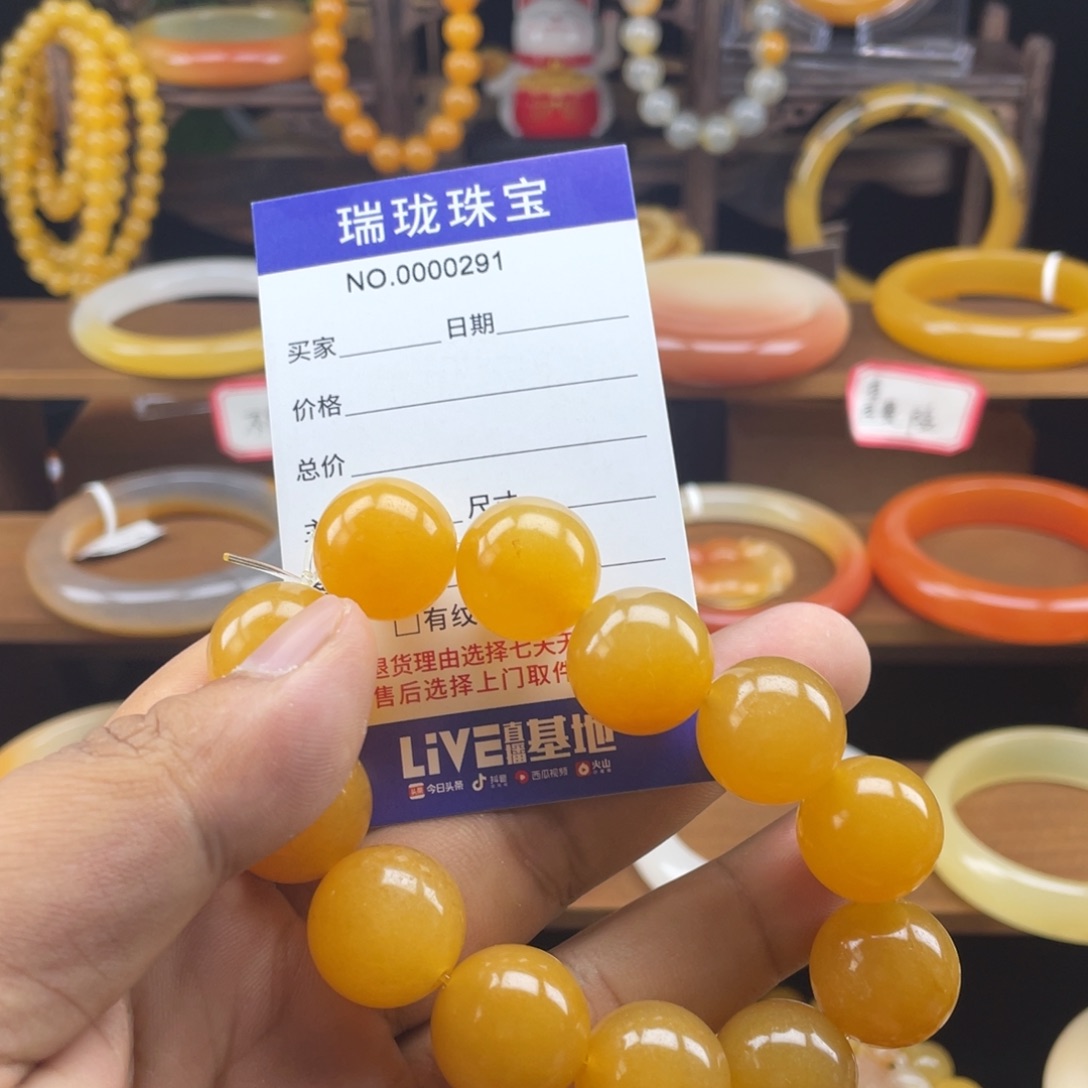 瑞珑珠宝
NO.0000291
买家 日期
价格
总价
尺寸
□有纹
退货理由选择七天无
售后选择上门取件
LiVE直播基地
头条 今日头条 抖音 西瓜视频 火山